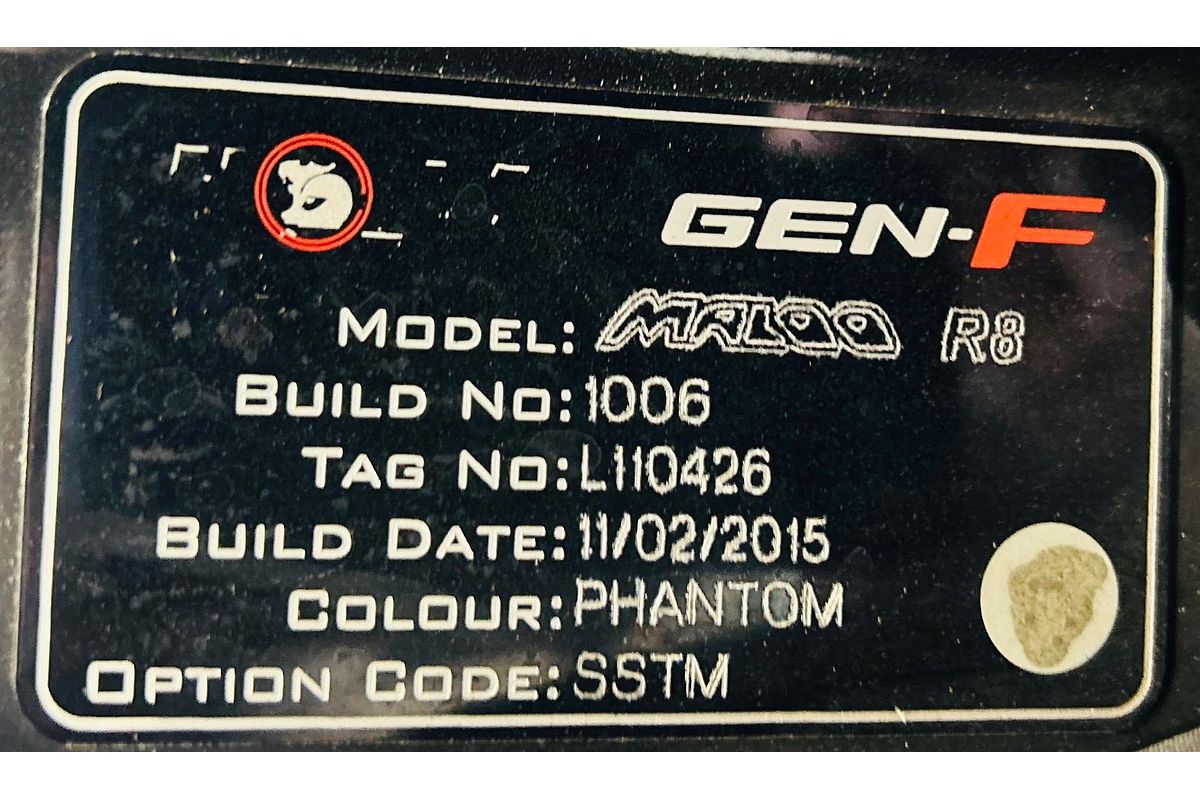 GEN-F
MODEL: MALOO R8
BUILD NO: 1006
TAG NO: L110426
BUILD DATE: 11/02/2015
COLOUR: PHANTOM
OPTION CODE: SSTM